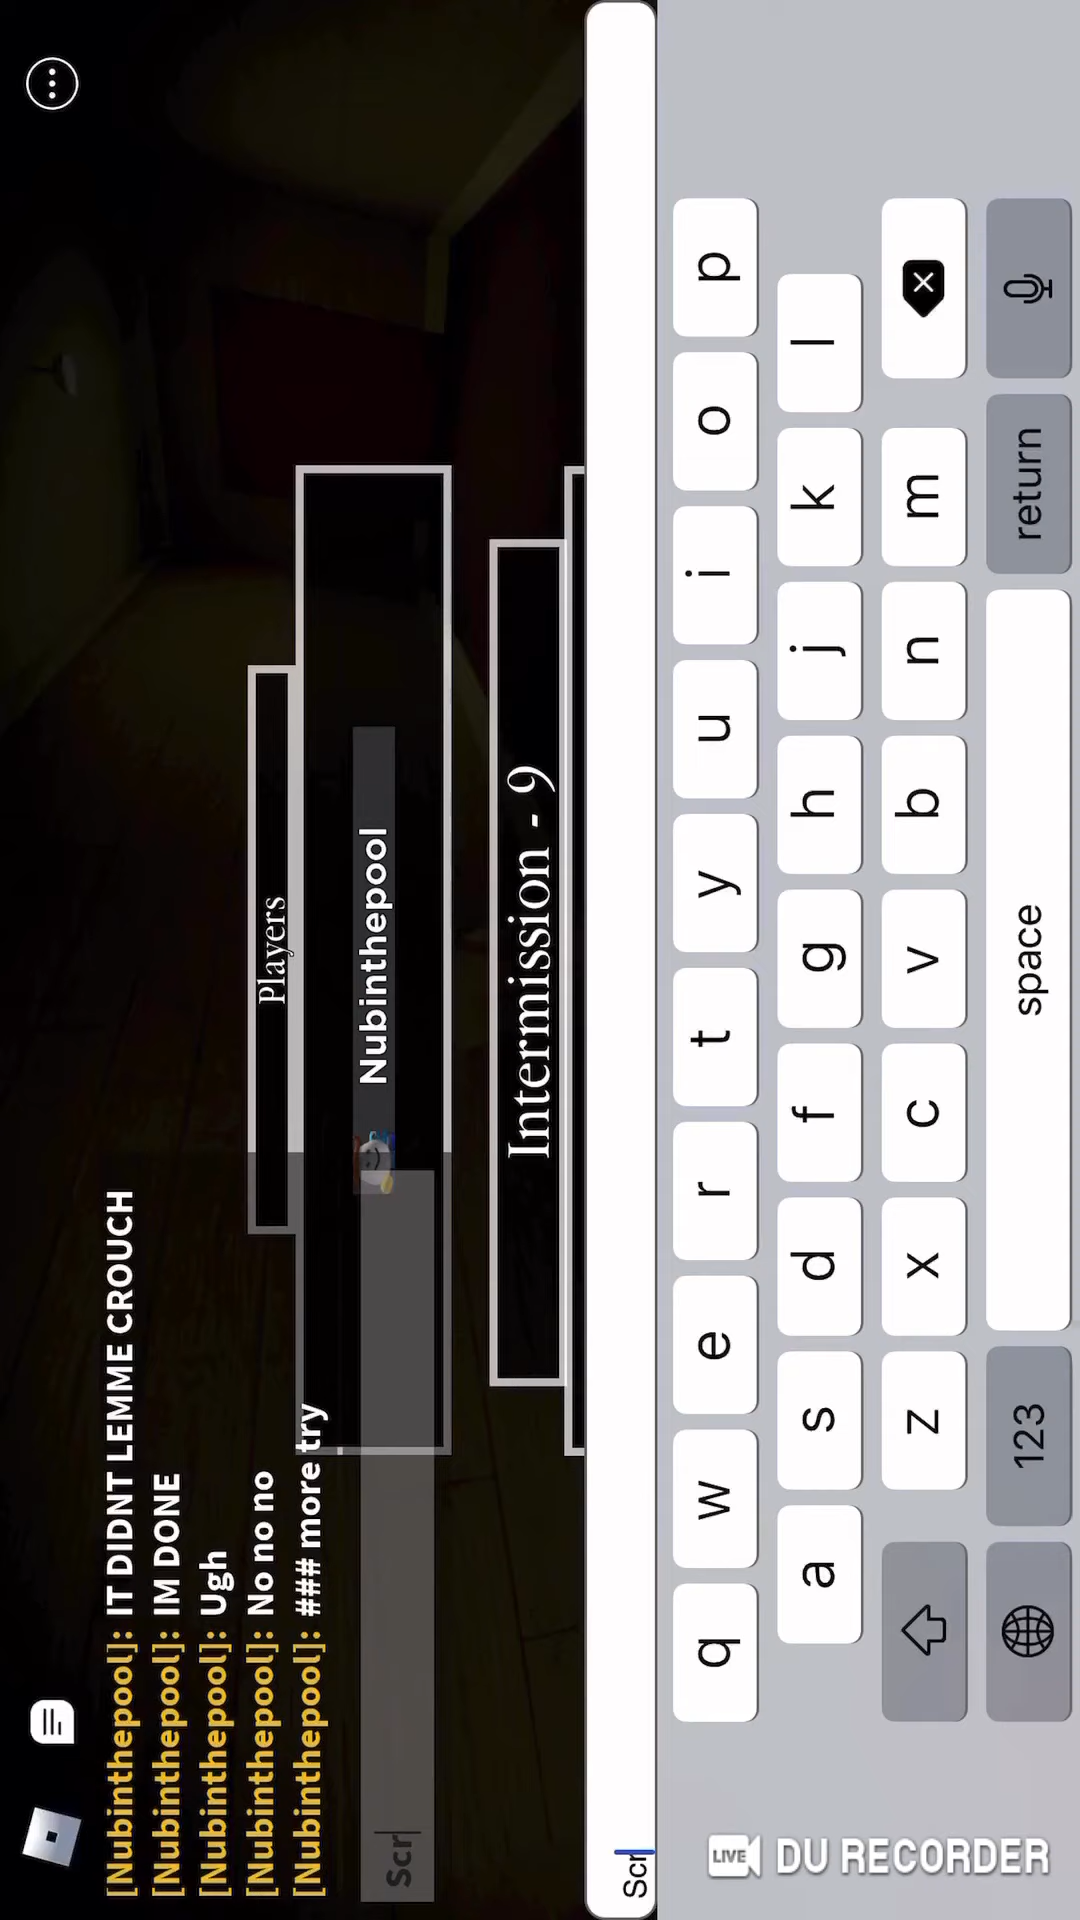 [Nubinthepool]: IT DIDNT LEMME CROUCH
[Nubinthepool]: IM DONE
[Nubinthepool]: Ugh
[Nubinthepool]: No no no
[Nubinthepool]: ### more try
Scr
Players
Nubinthepool
Intermission - 9
Scr
q w e r t y u i o p
a s d f g h j k l
z x c v b n m
123 space return
LIVE DU RECORDER